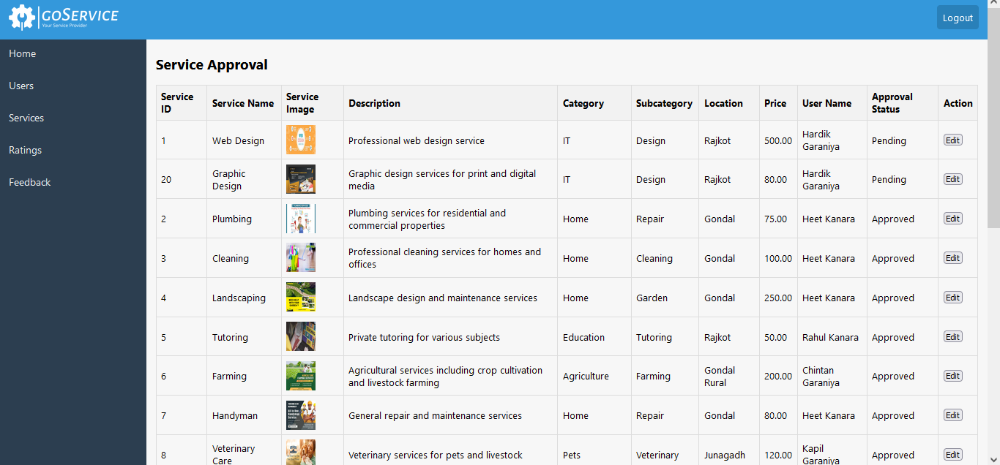 GOSERVICE
Your Service Provider
Logout
Home
Users
Services
Ratings
Feedback
Service Approval
Service ID Service Name Service Image Description Category Subcategory Location Price User Name Approval Status Action
1 Web Design Professional web design service IT Design Rajkot 500.00 Hardik Garaniya Pending Edit
20 Graphic Design Graphic design services for print and digital media IT Design Rajkot 80.00 Hardik Garaniya Pending Edit
2 Plumbing Plumbing services for residential and commercial properties Home Repair Gondal 75.00 Heet Kanara Approved Edit
3 Cleaning Professional cleaning services for homes and offices Home Cleaning Gondal 100.00 Heet Kanara Approved Edit
4 Landscaping Landscape design and maintenance services Home Garden Gondal 250.00 Heet Kanara Approved Edit
5 Tutoring Private tutoring for various subjects Education Tutoring Rajkot 50.00 Rahul Kanara Approved Edit
6 Farming Agricultural services including crop cultivation and livestock farming Agriculture Farming Gondal Rural 200.00 Chintan Garaniya Approved Edit
7 Handyman General repair and maintenance services Home Repair Gondal 80.00 Heet Kanara Approved Edit
8 Veterinary Care Veterinary services for pets and livestock Pets Veterinary Junagadh 120.00 Kapil Garaniya Approved Edit